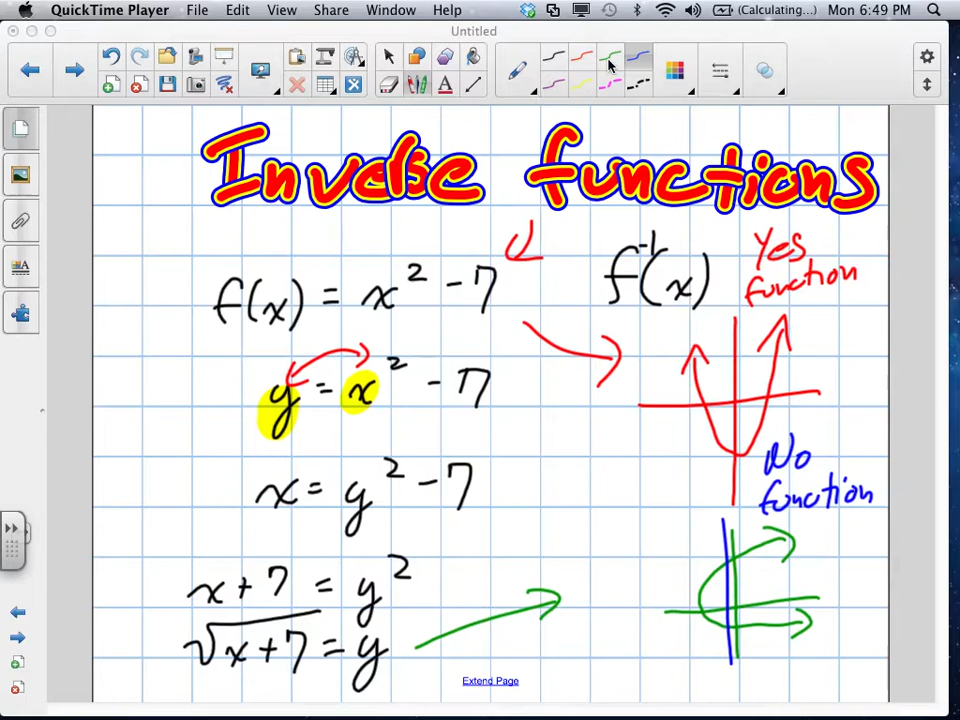 QuickTime Player File Edit View Share Window Help (Calculating...) Mon 6:49 PM
Untitled
Inverse functions
f(x) = x² - 7
f⁻¹(x)
Yes
function
y = x² - 7
No
function
x = y² - 7
x + 7 = y²
√x+7 = y
Extend Page